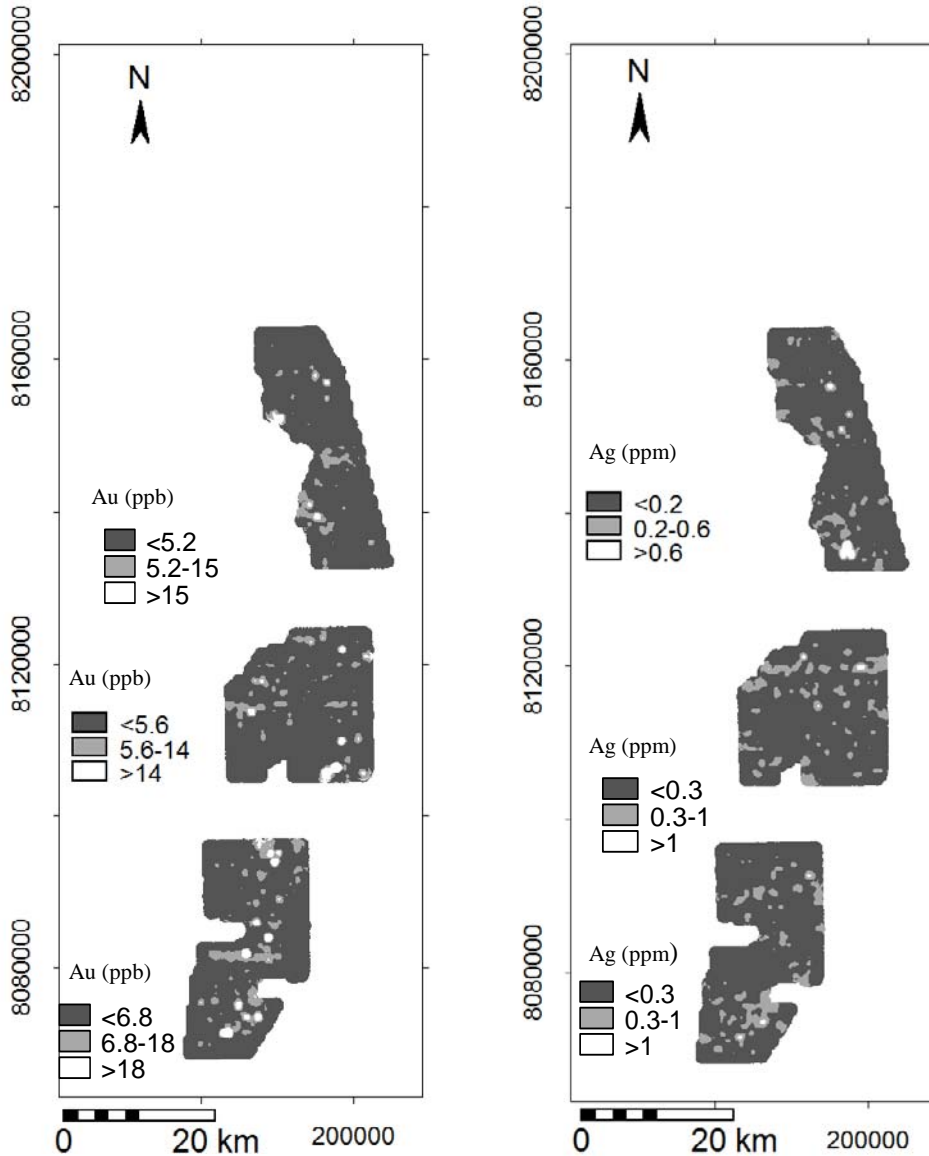 8200000
N
8160000
Au (ppb)
<5.2
5.2-15
>15
8120000
Au (ppb)
<5.6
5.6-14
>14
8080000
Au (ppb)
<6.8
6.8-18
>18
0 20 km 200000
8200000
N
8160000
Ag (ppm)
<0.2
0.2-0.6
>0.6
8120000
Ag (ppm)
<0.3
0.3-1
>1
8080000
Ag (ppm)
<0.3
0.3-1
>1
0 20 km 200000